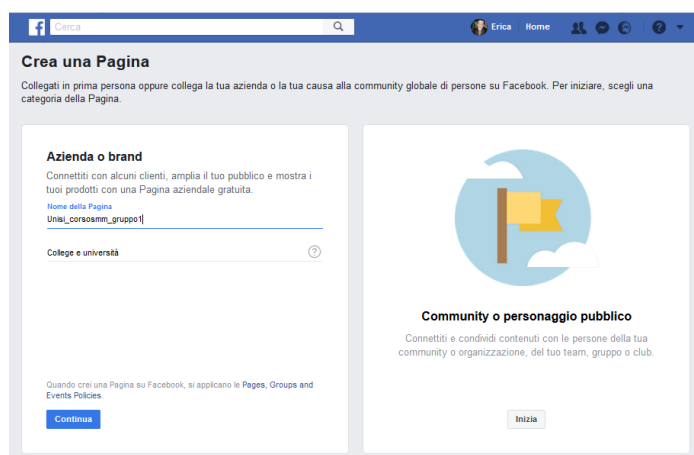 f Cerca Erica Home ?
Crea una Pagina
Collegati in prima persona oppure collega la tua azienda o la tua causa alla community globale di persone su Facebook. Per iniziare, scegli una
categoria della Pagina.
Azienda o brand
Connettiti con alcuni clienti, amplia il tuo pubblico e mostra i
tuoi prodotti con una Pagina aziendale gratuita.
Nome della Pagina
Unisi_corsosmm_gruppo1
College e università ?
Quando crei una Pagina su Facebook, si applicano le Pages, Groups and
Events Policies.
Continua
Community o personaggio pubblico
Connettiti e condividi contenuti con le persone della tua
community o organizzazione, del tuo team, gruppo o club.
Inizia